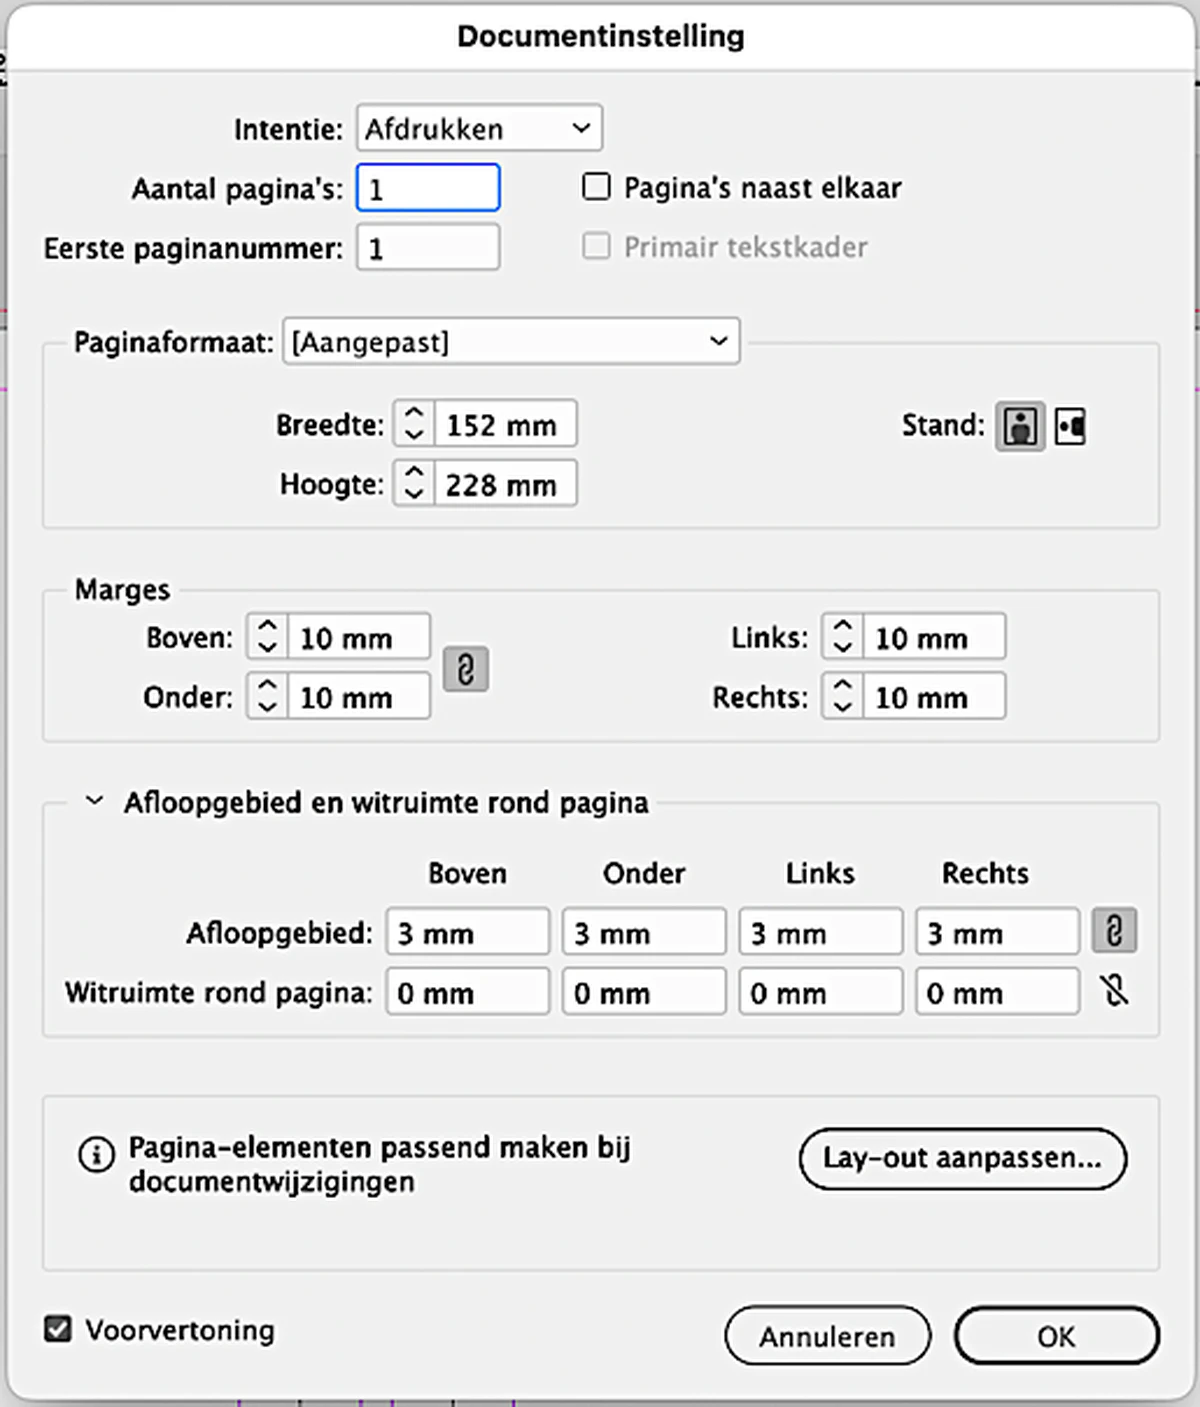 Documentinstelling
Intentie: Afdrukken
Aantal pagina's: 1 Pagina's naast elkaar
Eerste paginanummer: 1 Primair tekstkader
Paginaformaat: [Aangepast]
Breedte: 152 mm Stand:
Hoogte: 228 mm
Marges
Boven: 10 mm Links: 10 mm
Onder: 10 mm Rechts: 10 mm
Afloopgebied en witruimte rond pagina
Boven Onder Links Rechts
Afloopgebied: 3 mm 3 mm 3 mm 3 mm
Witruimte rond pagina: 0 mm 0 mm 0 mm 0 mm
Pagina-elementen passend maken bij
documentwijzigingen
Lay-out aanpassen...
Voorvertoning Annuleren OK